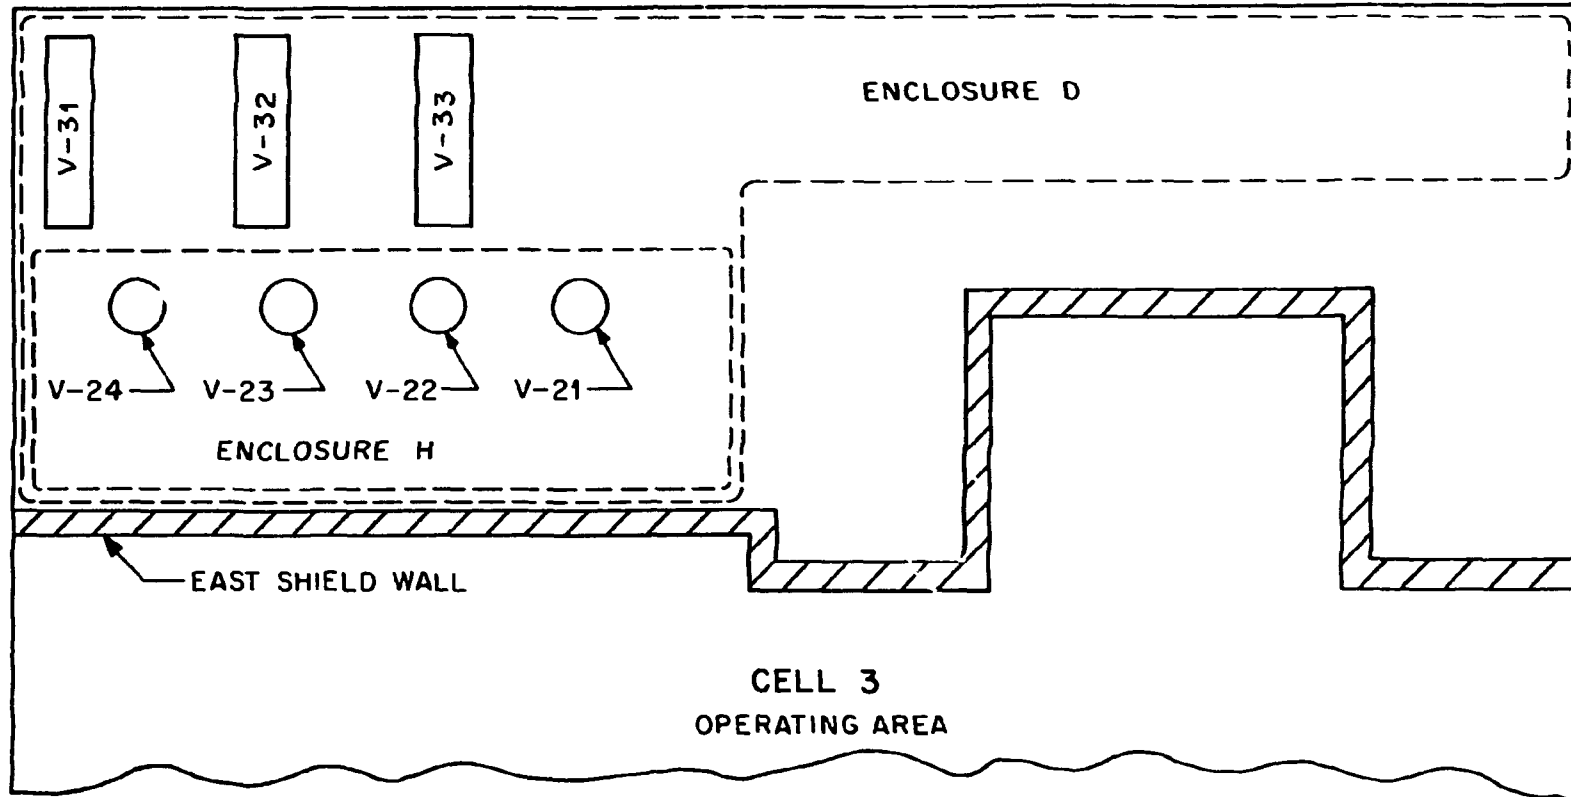 V-31
V-32
V-33
ENCLOSURE D
V-24
V-23
V-22
V-21
ENCLOSURE H
EAST SHIELD WALL
CELL 3
OPERATING AREA